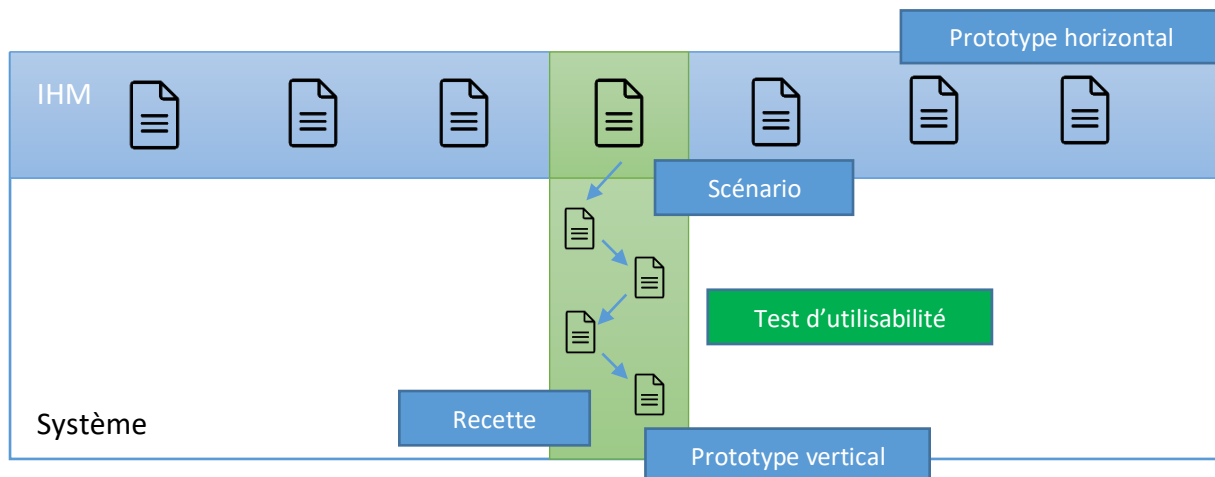 Prototype horizontal
IHM
Scénario
Test d’utilisabilité
Recette
Système
Prototype vertical